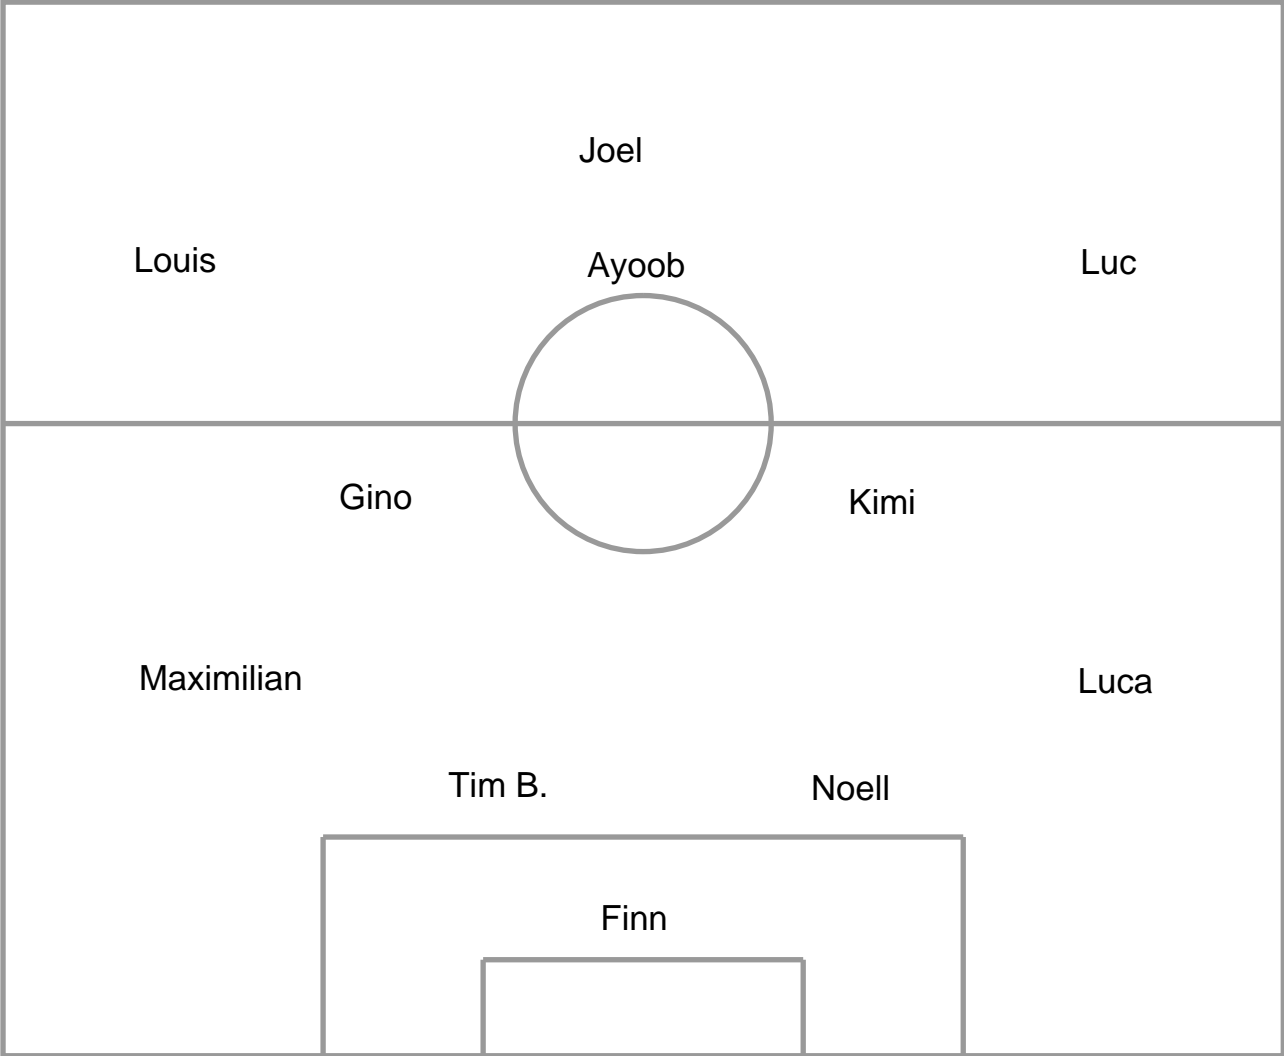 Joel
Louis
Ayoob
Luc
Gino
Kimi
Maximilian
Luca
Tim B.
Noell
Finn